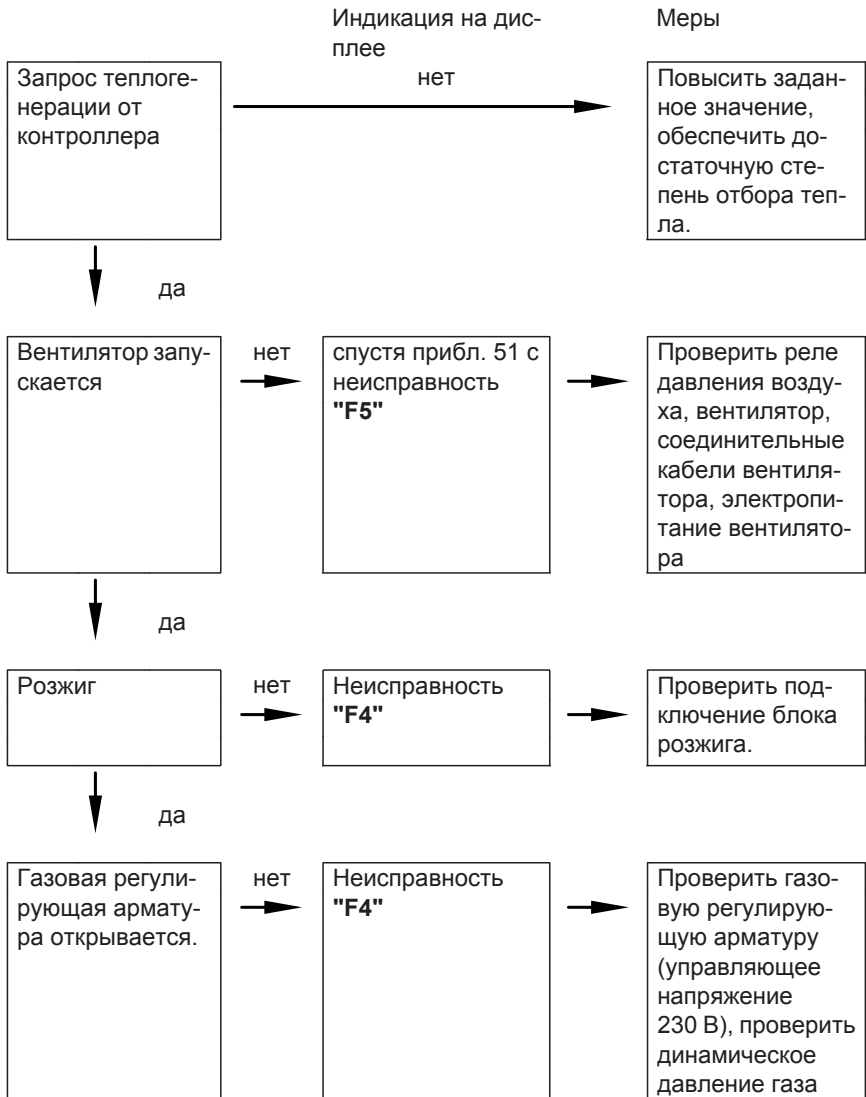 Индикация на дис-
плее
Меры
Запрос теплоге-
нерации от
контроллера
нет
Повысить задан-
ное значение,
обеспечить до-
статочную сте-
пень отбора теп-
ла.
да
Вентилятор запу-
скается
нет
спустя прибл. 51 с
неисправность
"F5"
Проверить реле
давления возду-
ха, вентилятор,
соединительные
кабели вентиля-
тора, электропи-
тание вентилято-
ра
да
Розжиг
нет
Неисправность
"F4"
Проверить под-
ключение блока
розжига.
да
Газовая регули-
рующая армату-
ра открывается.
нет
Неисправность
"F4"
Проверить газо-
вую регулирую-
щую арматуру
(управляющее
напряжение
230 В), проверить
динамическое
давление газа